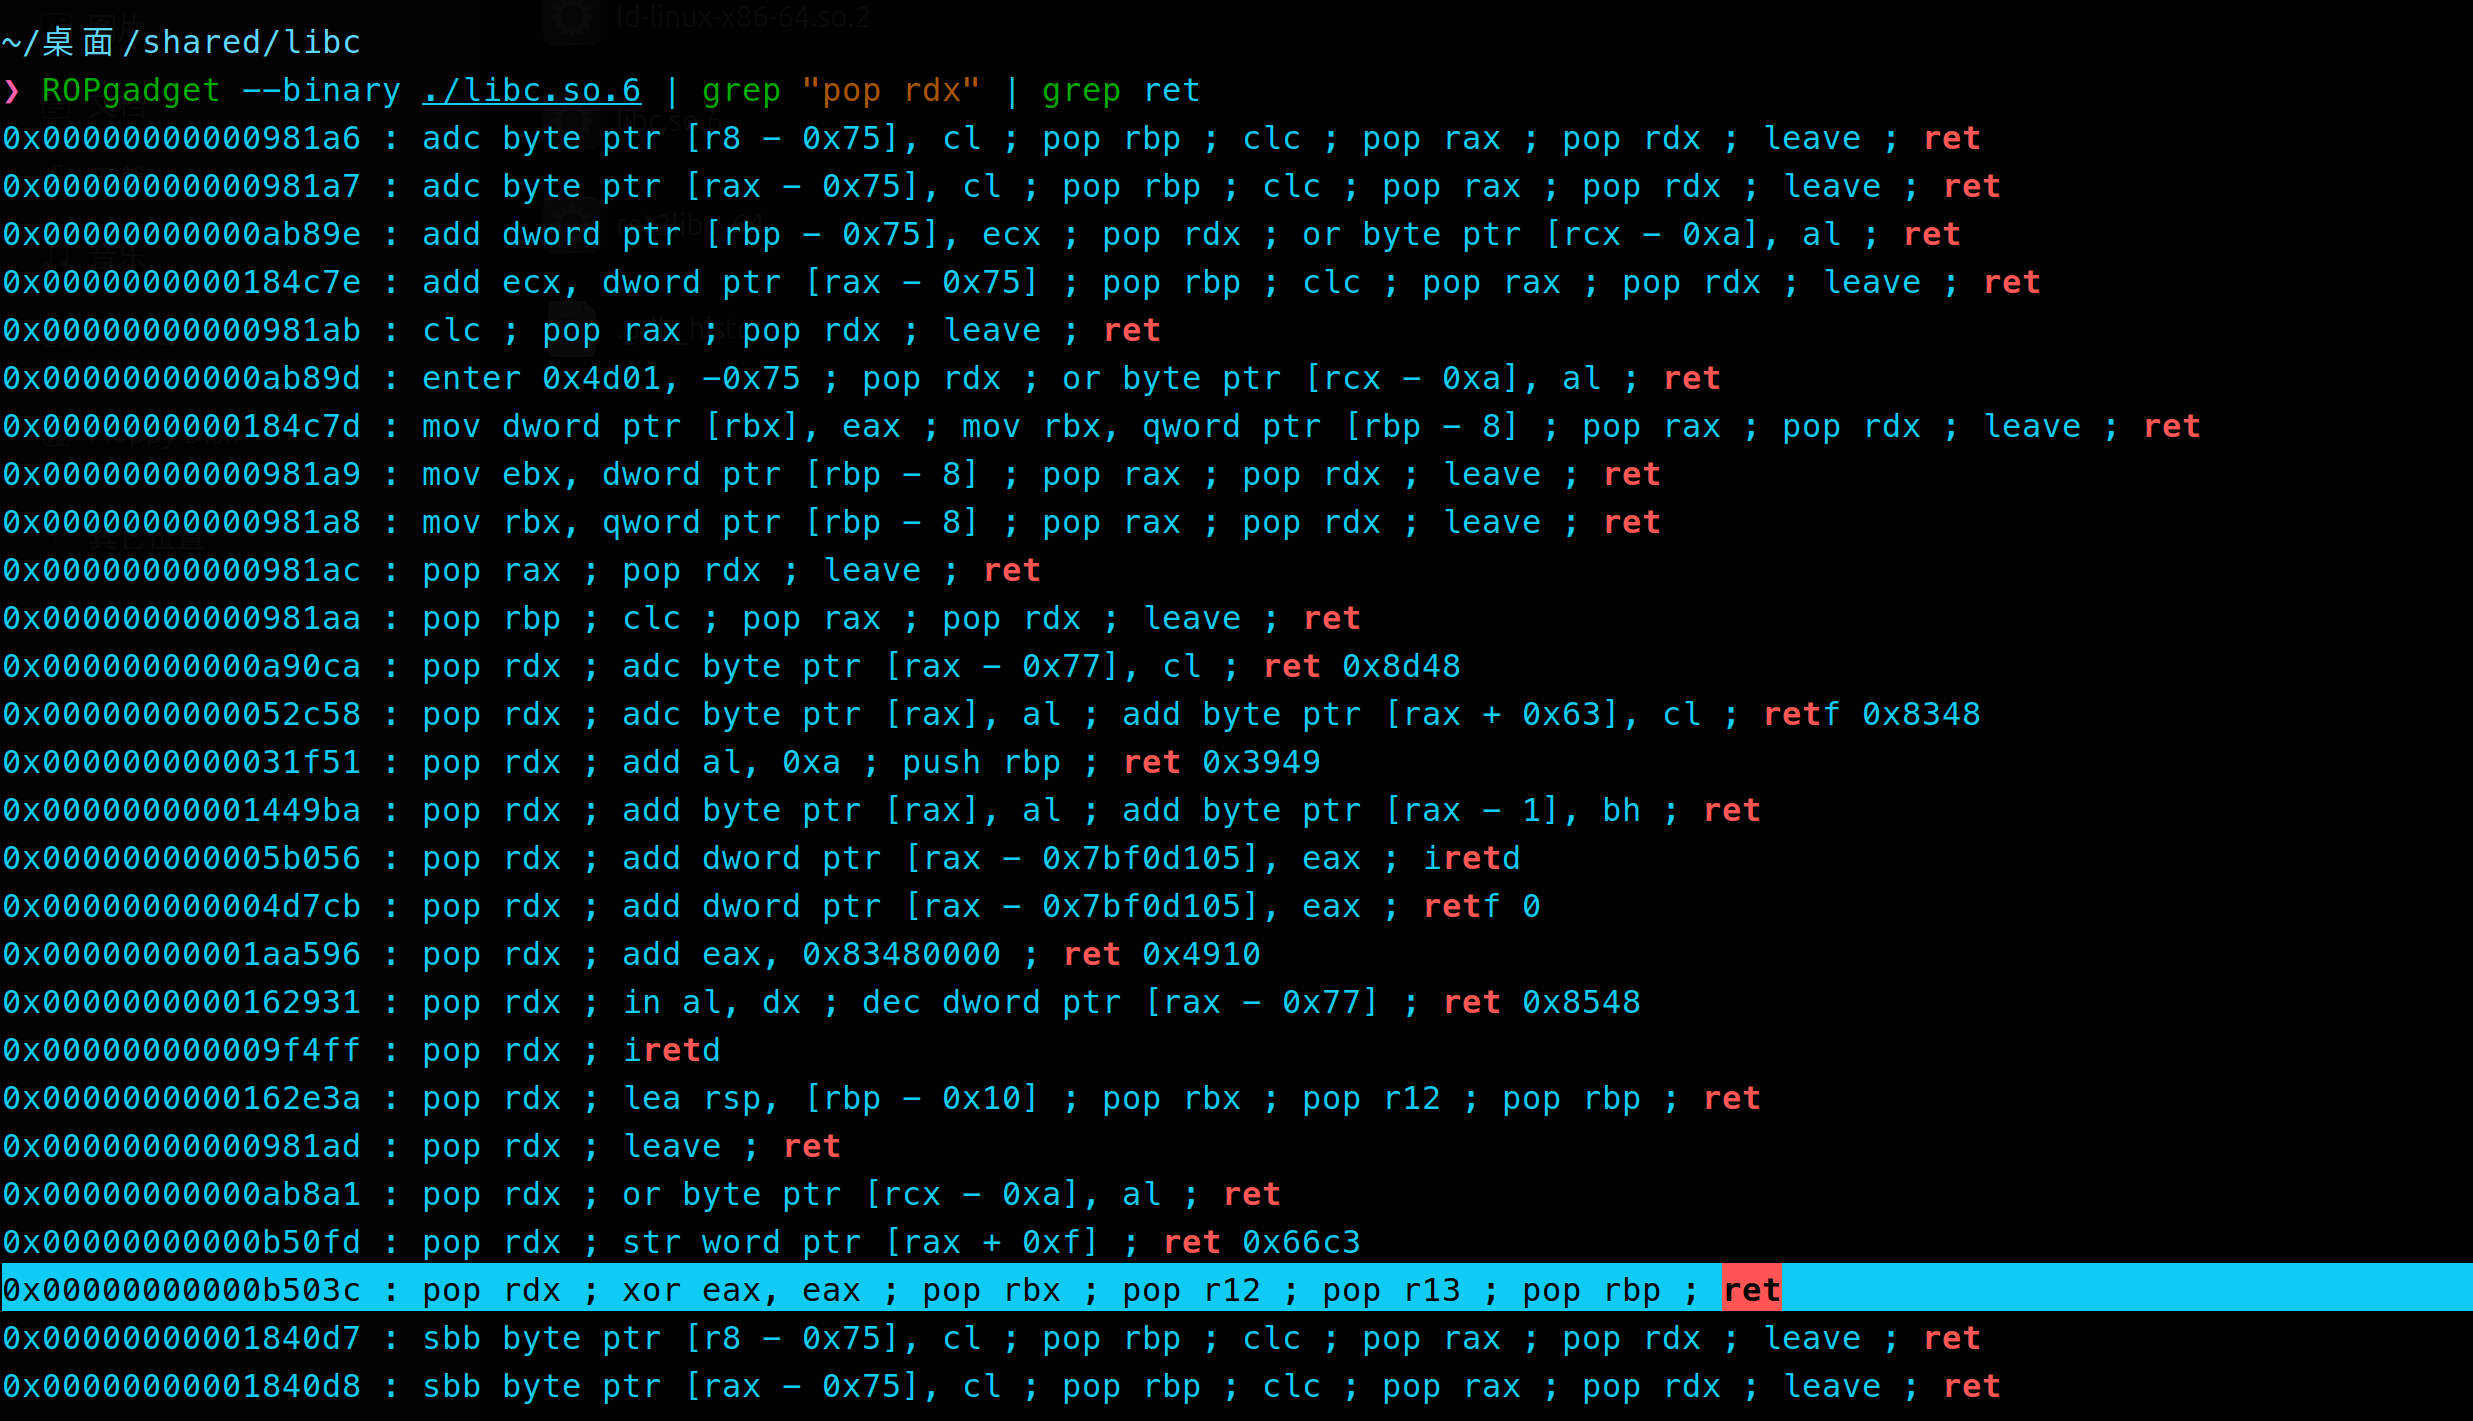 ld-linux-x86-64.so.2
~/桌面/shared/libc
❯ ROPgadget --binary ./libc.so.6 | grep "pop rdx" | grep ret
0x00000000000981a6 : adc byte ptr [r8 - 0x75], cl ; pop rbp ; clc ; pop rax ; pop rdx ; leave ; ret
0x00000000000981a7 : adc byte ptr [rax - 0x75], cl ; pop rbp ; clc ; pop rax ; pop rdx ; leave ; ret
0x00000000000ab89e : add dword ptr [rbp - 0x75], ecx ; pop rdx ; or byte ptr [rcx - 0xa], al ; ret
0x0000000000184c7e : add ecx, dword ptr [rax - 0x75] ; pop rbp ; clc ; pop rax ; pop rdx ; leave ; ret
0x00000000000981ab : clc ; pop rax ; pop rdx ; leave ; ret
0x00000000000ab89d : enter 0x4d01, -0x75 ; pop rdx ; or byte ptr [rcx - 0xa], al ; ret
0x0000000000184c7d : mov dword ptr [rbx], eax ; mov rbx, qword ptr [rbp - 8] ; pop rax ; pop rdx ; leave ; ret
0x00000000000981a9 : mov ebx, dword ptr [rbp - 8] ; pop rax ; pop rdx ; leave ; ret
0x00000000000981a8 : mov rbx, qword ptr [rbp - 8] ; pop rax ; pop rdx ; leave ; ret
0x00000000000981ac : pop rax ; pop rdx ; leave ; ret
0x00000000000981aa : pop rbp ; clc ; pop rax ; pop rdx ; leave ; ret
0x00000000000a90ca : pop rdx ; adc byte ptr [rax - 0x77], cl ; ret 0x8d48
0x0000000000052c58 : pop rdx ; adc byte ptr [rax], al ; add byte ptr [rax + 0x63], cl ; retf 0x8348
0x0000000000031f51 : pop rdx ; add al, 0xa ; push rbp ; ret 0x3949
0x00000000001449ba : pop rdx ; add byte ptr [rax], al ; add byte ptr [rax - 1], bh ; ret
0x000000000005b056 : pop rdx ; add dword ptr [rax - 0x7bf0d105], eax ; iretd
0x000000000004d7cb : pop rdx ; add dword ptr [rax - 0x7bf0d105], eax ; retf 0
0x00000000001aa596 : pop rdx ; add eax, 0x83480000 ; ret 0x4910
0x0000000000162931 : pop rdx ; in al, dx ; dec dword ptr [rax - 0x77] ; ret 0x8548
0x000000000009f4ff : pop rdx ; iretd
0x0000000000162e3a : pop rdx ; lea rsp, [rbp - 0x10] ; pop rbx ; pop r12 ; pop rbp ; ret
0x00000000000981ad : pop rdx ; leave ; ret
0x00000000000ab8a1 : pop rdx ; or byte ptr [rcx - 0xa], al ; ret
0x00000000000b50fd : pop rdx ; str word ptr [rax + 0xf] ; ret 0x66c3
0x00000000000b503c : pop rdx ; xor eax, eax ; pop rbx ; pop r12 ; pop r13 ; pop rbp ; ret
0x00000000001840d7 : sbb byte ptr [r8 - 0x75], cl ; pop rbp ; clc ; pop rax ; pop rdx ; leave ; ret
0x00000000001840d8 : sbb byte ptr [rax - 0x75], cl ; pop rbp ; clc ; pop rax ; pop rdx ; leave ; ret